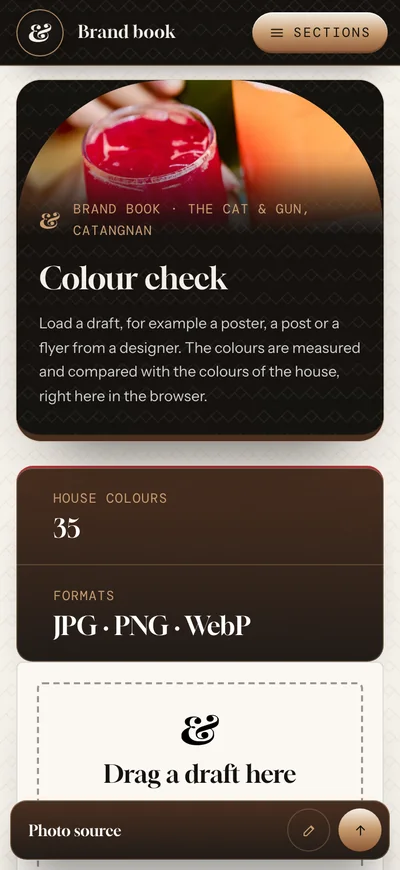 & Brand book
SECTIONS
& BRAND BOOK · THE CAT & GUN,
CATANGNAN
Colour check
Load a draft, for example a poster, a post or a
flyer from a designer. The colours are measured
and compared with the colours of the house,
right here in the browser.
HOUSE COLOURS
35
FORMATS
JPG · PNG · WebP
&
Drag a draft here
Photo source